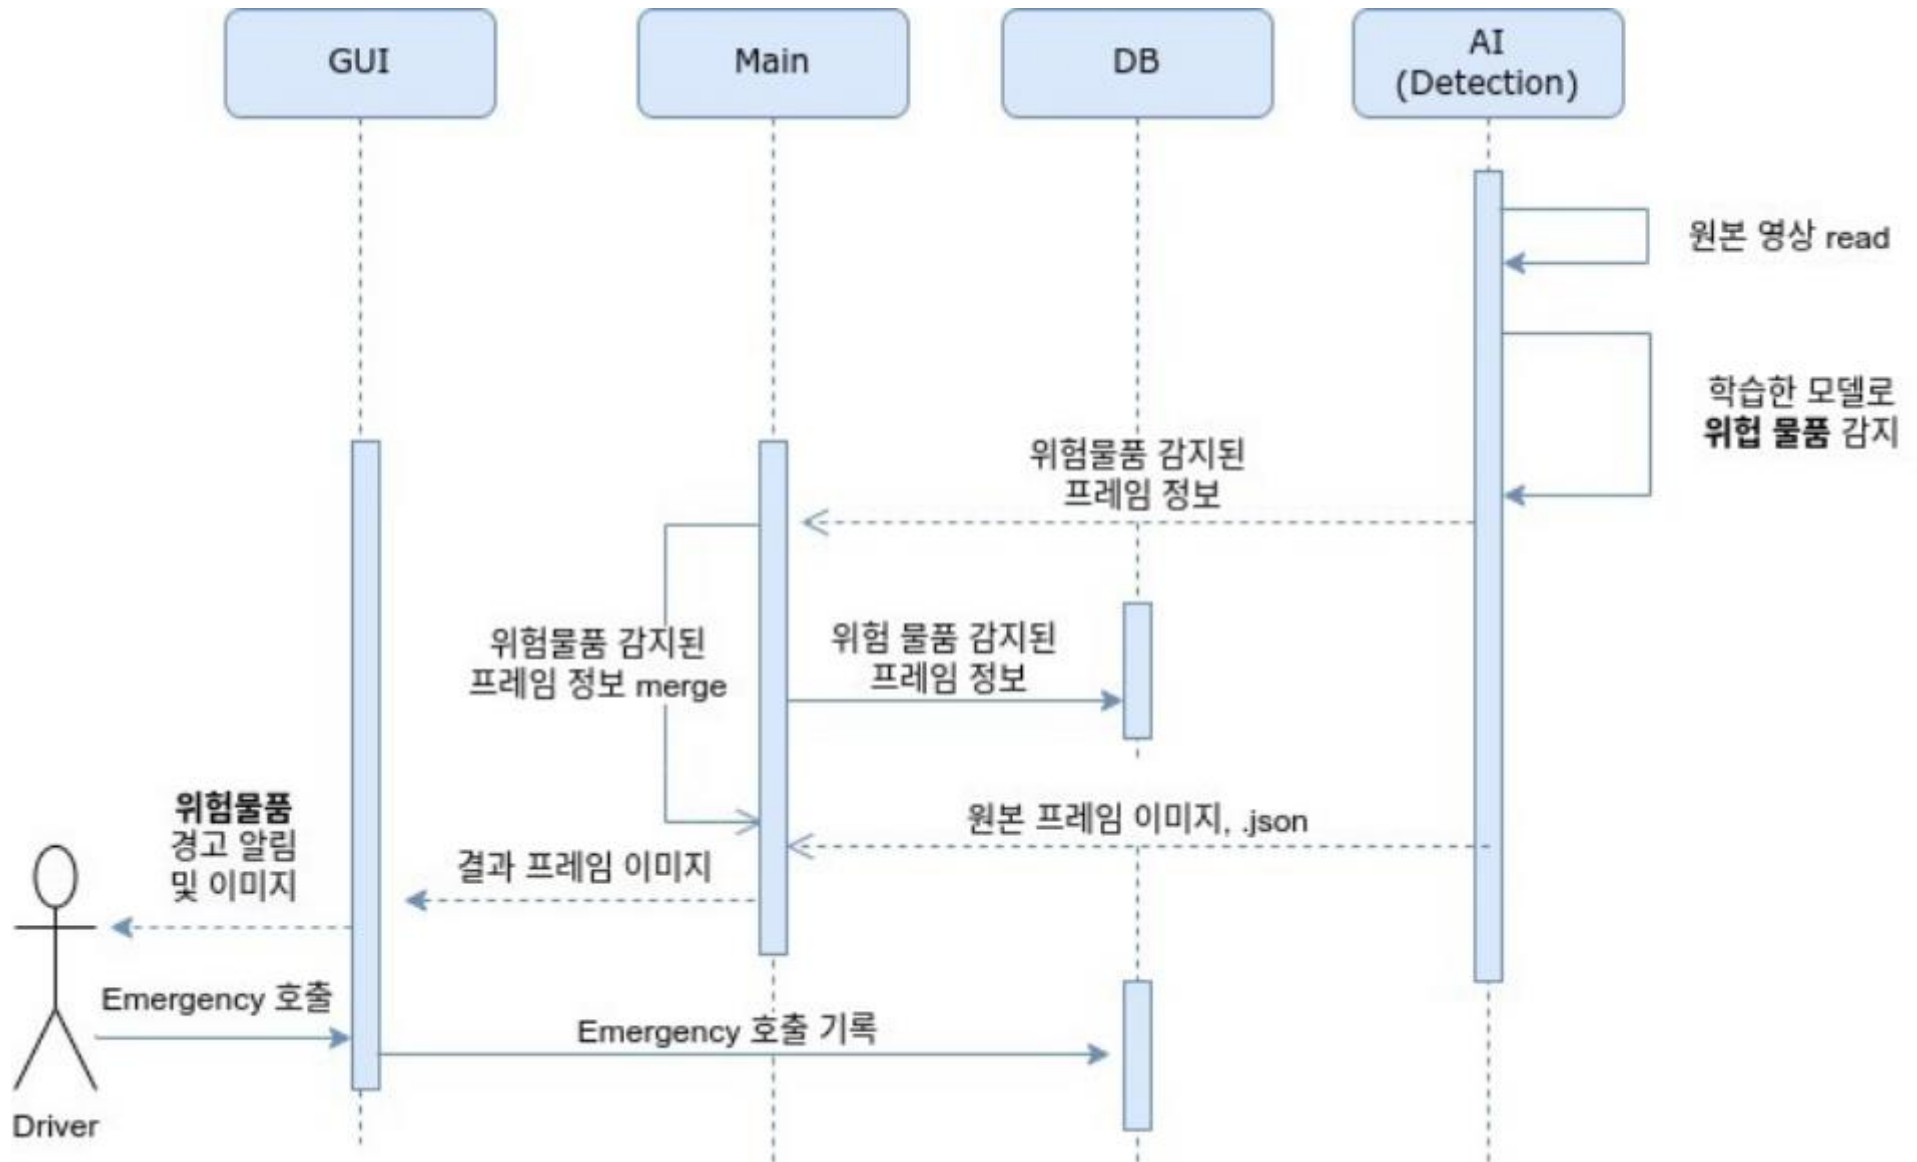 GUI
Main
DB
AI
(Detection)
원본 영상 read
학습한 모델로
위험 물품 감지
위험물품 감지된
프레임 정보
위험물품 감지된
프레임 정보 merge
위험 물품 감지된
프레임 정보
원본 프레임 이미지, .json
결과 프레임 이미지
위험물품
경고 알림
및 이미지
Emergency 호출
Emergency 호출 기록
Driver